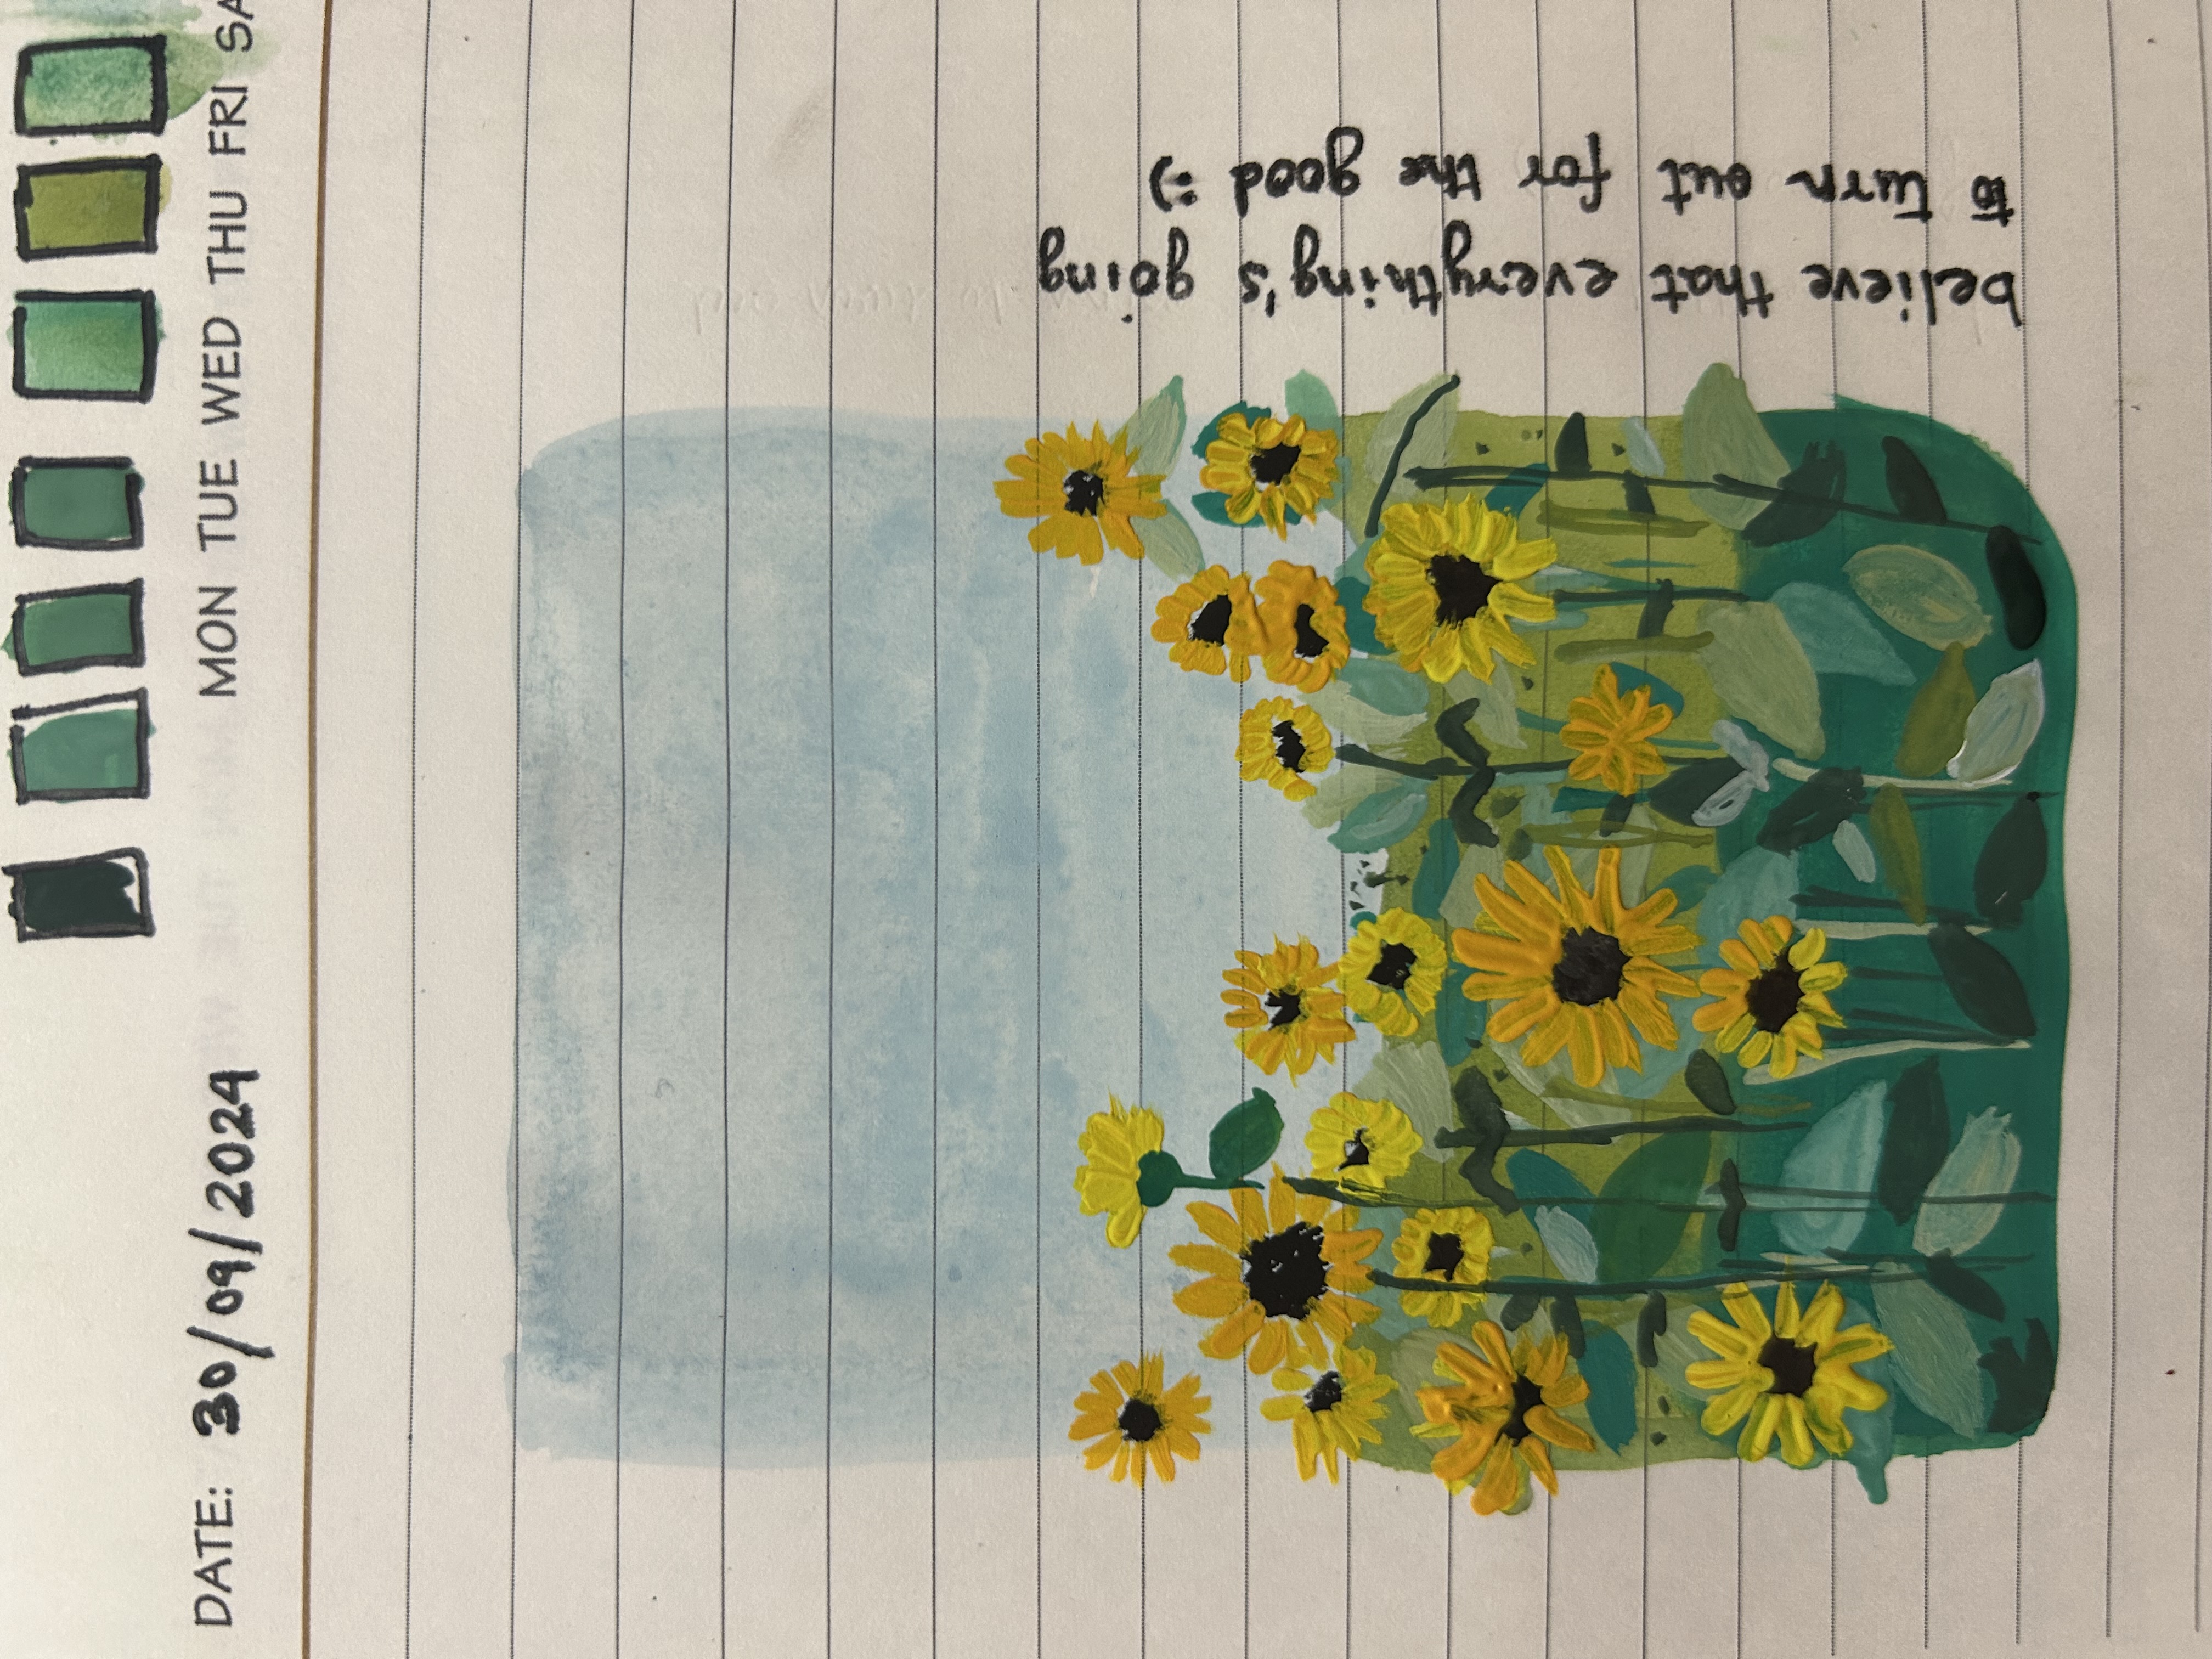 DATE: 30/09/2024
MON TUE WED THU FRI SA
believe that everything's going
to turn out for the good :)